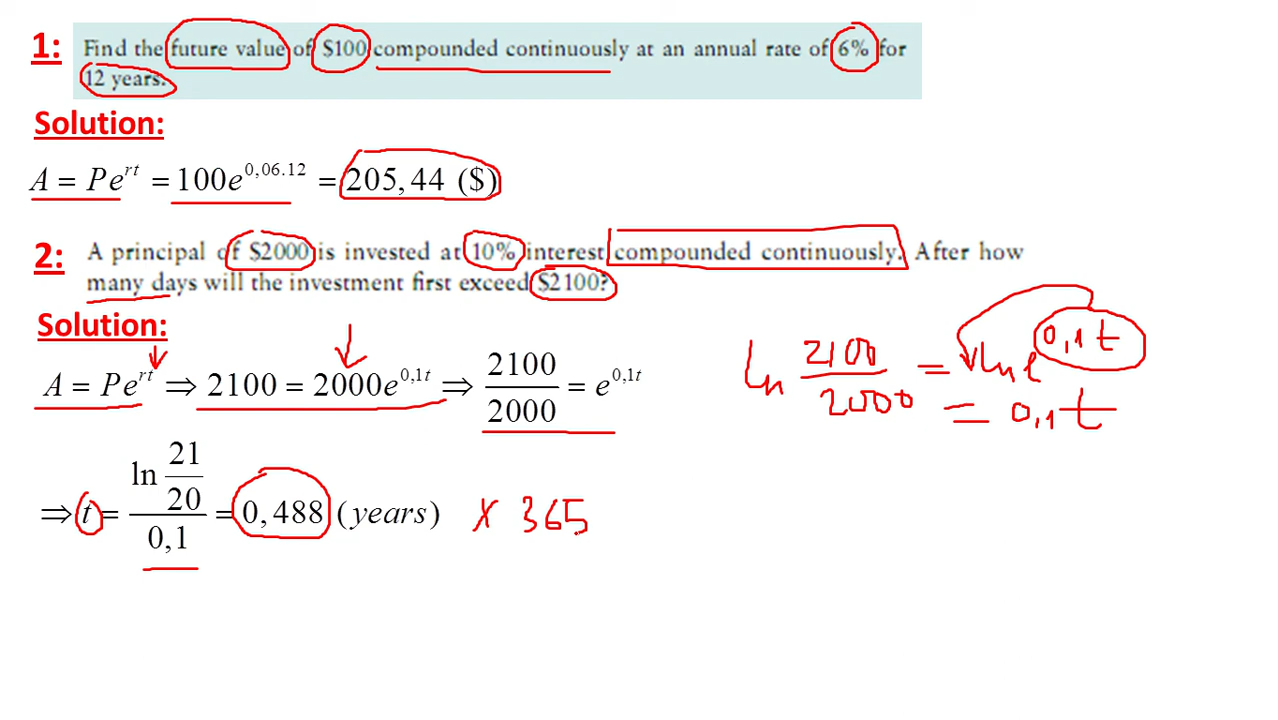 1: Find the future value of $100 compounded continuously at an annual rate of 6% for
12 years.
Solution:
A = Pe^{rt} = 100e^{0,06.12} = 205,44 ($)
2: A principal of $2000 is invested at 10% interest compounded continuously. After how
many days will the investment first exceed $2100?
Solution:
A = Pe^{rt} ⇒ 2100 = 2000e^{0,1t} ⇒ \frac{2100}{2000} = e^{0,1t}
ln \frac{2100}{2000} = ln e^{0,1t}
= 0,1t
⇒ t = \frac{ln \frac{21}{20}}{0,1} = 0,488 (years) × 365